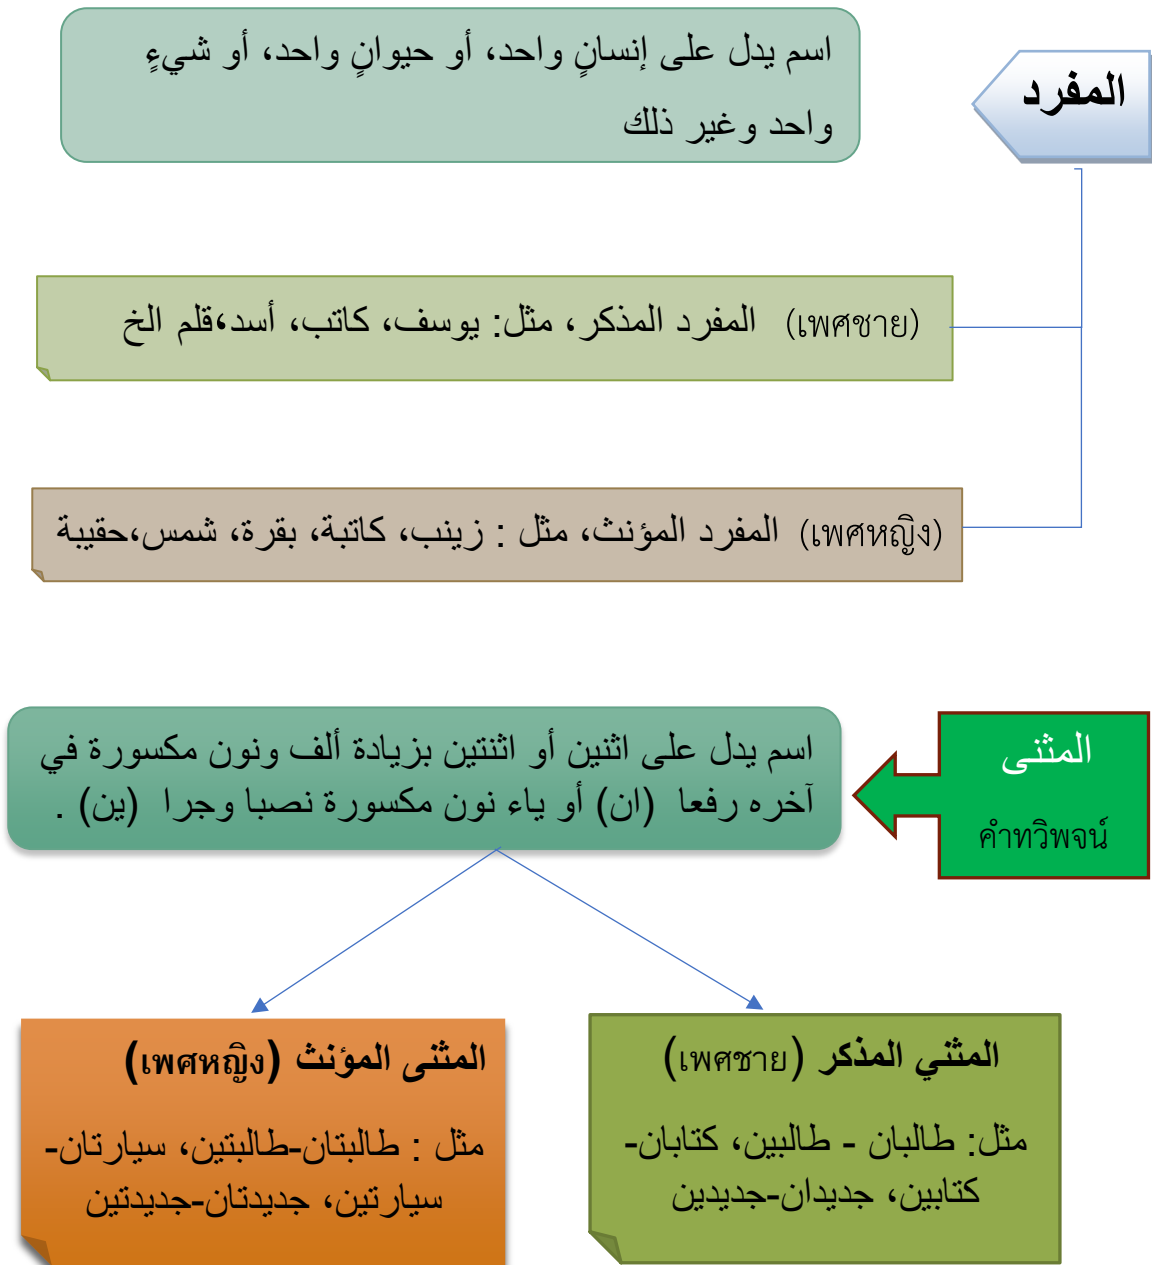 المفرد
اسم يدل على إنسانٍ واحد، أو حيوانٍ واحد، أو شيءٍ
واحد وغير ذلك
(เพศชาย) المفرد المذكر، مثل: يوسف، كاتب، أسد،قلم الخ
(เพศหญิง) المفرد المؤنث، مثل : زينب، كاتبة، بقرة، شمس،حقيبة
المثنى
คำทวิพจน์
اسم يدل على اثنين أو اثنتين بزيادة ألف ونون مكسورة في
آخره رفعا (ان) أو ياء نون مكسورة نصبا وجرا (ين) .
المثني المذكر (เพศชาย)
مثل: طالبان - طالبين، كتابان-
كتابين، جديدان-جديدين
المثنى المؤنث (เพศหญิง)
مثل : طالبتان-طالبتين، سيارتان-
سيارتين، جديدتان-جديدتين